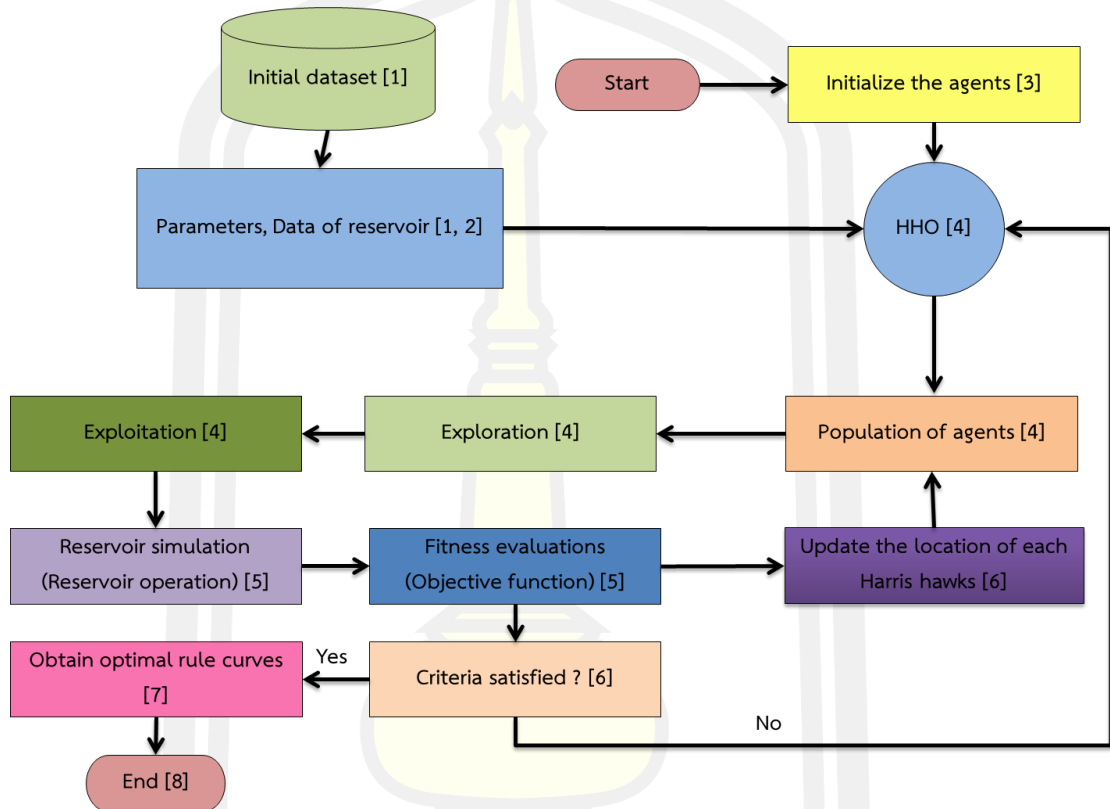 Initial dataset [1]
Start
Initialize the agents [3]
Parameters, Data of reservoir [1, 2]
HHO [4]
Exploitation [4]
Exploration [4]
Population of agents [4]
Reservoir simulation
(Reservoir operation) [5]
Fitness evaluations
(Objective function) [5]
Update the location of each
Harris hawks [6]
Obtain optimal rule curves
[7]
Yes
Criteria satisfied ? [6]
No
End [8]